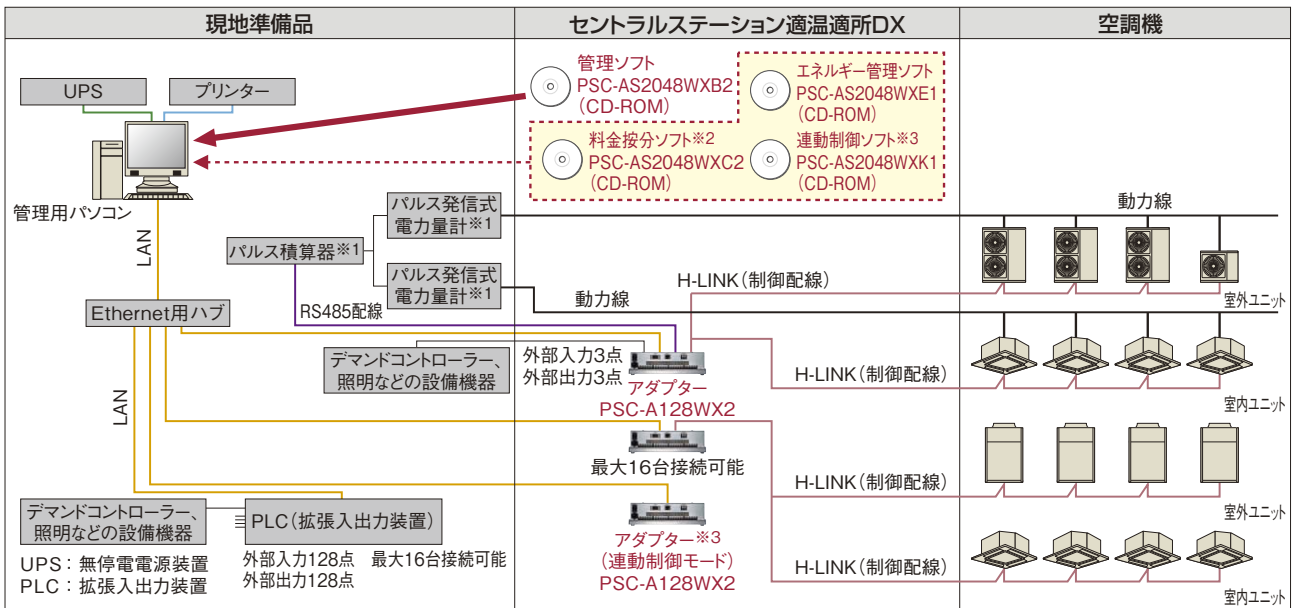 現地準備品
セントラルステーション適温適所DX
空調機
UPS
プリンター
管理用パソコン
管理ソフト
PSC-AS2048WXB2
(CD-ROM)
エネルギー管理ソフト
PSC-AS2048WXE1
(CD-ROM)
料金按分ソフト※2
PSC-AS2048WXC2
(CD-ROM)
連動制御ソフト※3
PSC-AS2048WXK1
(CD-ROM)
LAN
パルス積算器※1
パルス発信式
電力量計※1
パルス発信式
電力量計※1
動力線
動力線
H-LINK(制御配線)
室外ユニット
Ethernet用ハブ
RS485配線
デマンドコントローラー、
照明などの設備機器
外部入力3点
外部出力3点
アダプター
PSC-A128WX2
H-LINK(制御配線)
室内ユニット
LAN
最大16台接続可能
H-LINK(制御配線)
室外ユニット
デマンドコントローラー、
照明などの設備機器
PLC(拡張入出力装置)
外部入力128点 最大16台接続可能
外部出力128点
UPS:無停電電源装置
PLC:拡張入出力装置
アダプター※3
(連動制御モード)
PSC-A128WX2
H-LINK(制御配線)
室内ユニット